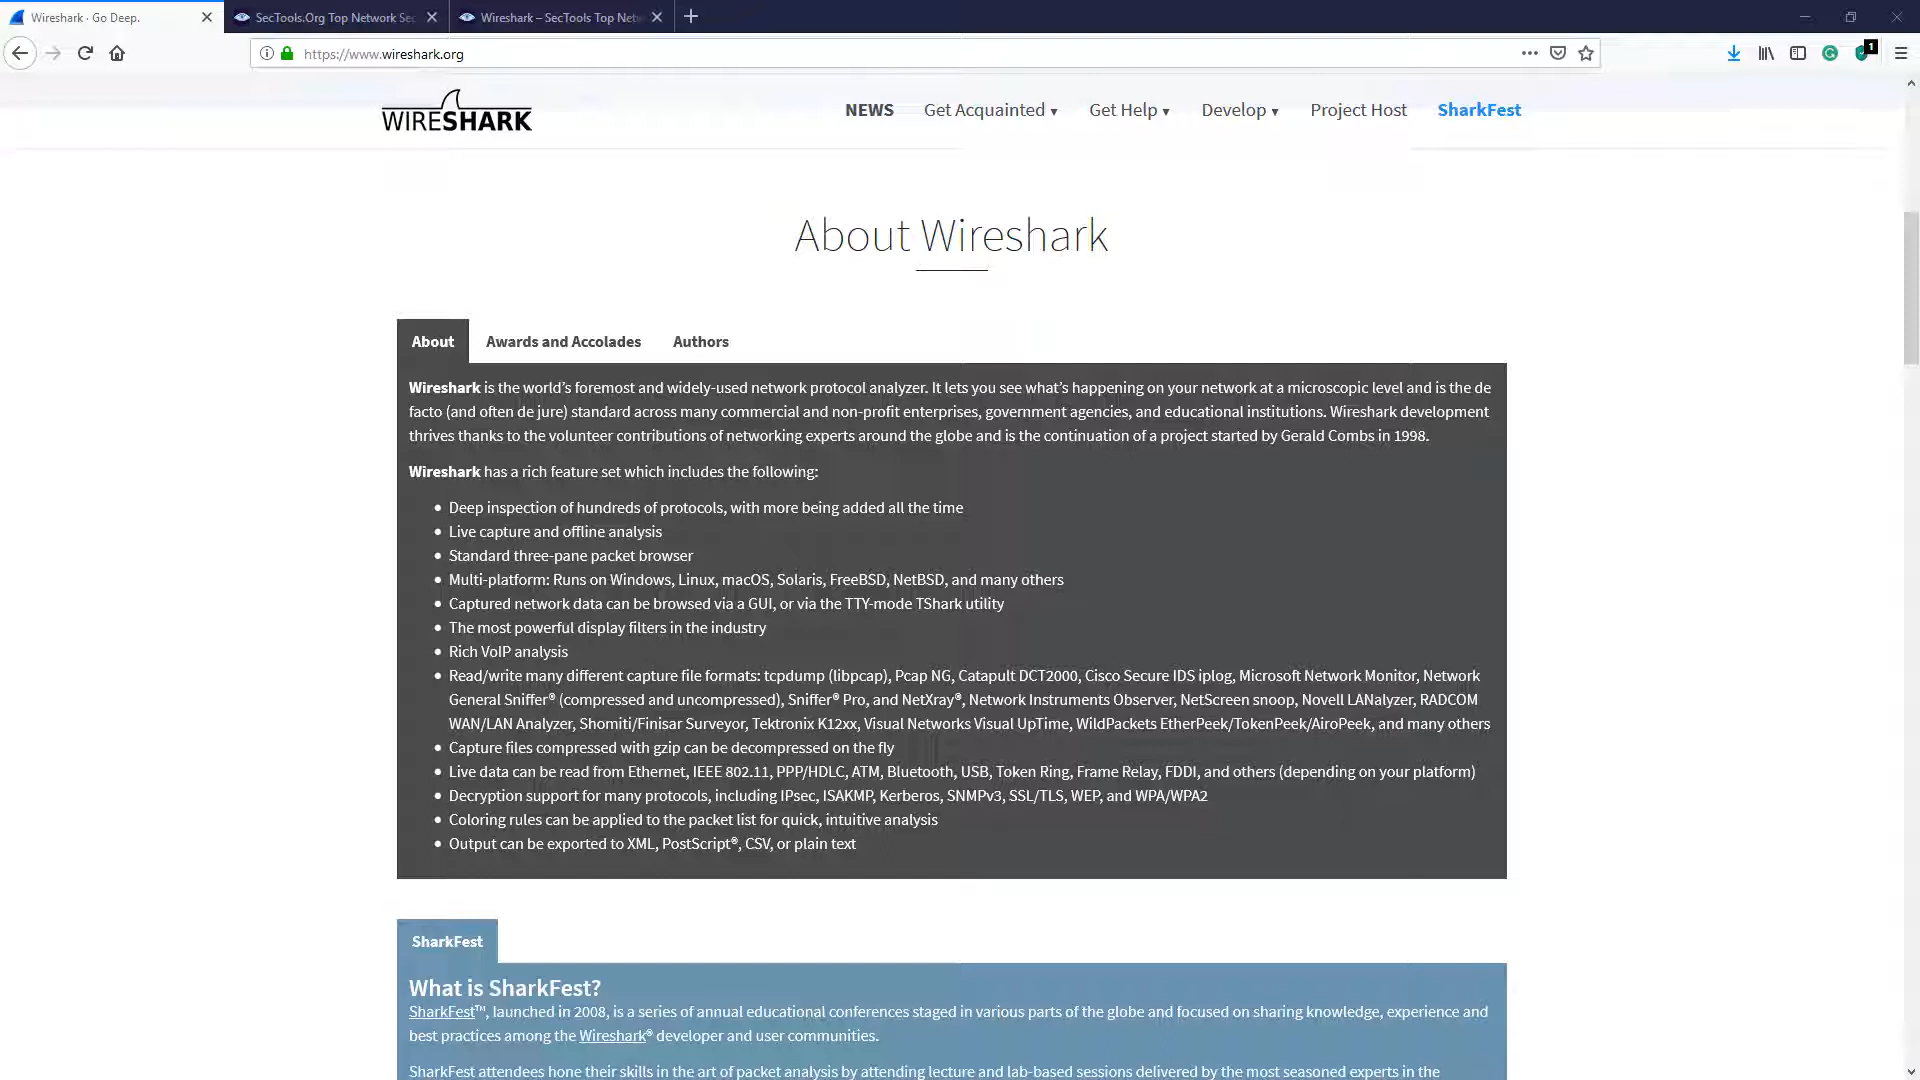 Wireshark · Go Deep.
SecTools.Org Top Network Sec
Wireshark – SecTools Top Net
https://www.wireshark.org
1
WIRESHARK
NEWS
Get Acquainted ▾
Get Help ▾
Develop ▾
Project Host
SharkFest
About Wireshark
About
Awards and Accolades
Authors
Wireshark is the world’s foremost and widely-used network protocol analyzer. It lets you see what’s happening on your network at a microscopic level and is the de
facto (and often de jure) standard across many commercial and non-profit enterprises, government agencies, and educational institutions. Wireshark development
thrives thanks to the volunteer contributions of networking experts around the globe and is the continuation of a project started by Gerald Combs in 1998.
Wireshark has a rich feature set which includes the following:
• Deep inspection of hundreds of protocols, with more being added all the time
• Live capture and offline analysis
• Standard three-pane packet browser
• Multi-platform: Runs on Windows, Linux, macOS, Solaris, FreeBSD, NetBSD, and many others
• Captured network data can be browsed via a GUI, or via the TTY-mode TShark utility
• The most powerful display filters in the industry
• Rich VoIP analysis
• Read/write many different capture file formats: tcpdump (libpcap), Pcap NG, Catapult DCT2000, Cisco Secure IDS iplog, Microsoft Network Monitor, Network
General Sniffer® (compressed and uncompressed), Sniffer® Pro, and NetXray®, Network Instruments Observer, NetScreen snoop, Novell LANalyzer, RADCOM
WAN/LAN Analyzer, Shomiti/Finisar Surveyor, Tektronix K12xx, Visual Networks Visual UpTime, WildPackets EtherPeek/TokenPeek/AiroPeek, and many others
• Capture files compressed with gzip can be decompressed on the fly
• Live data can be read from Ethernet, IEEE 802.11, PPP/HDLC, ATM, Bluetooth, USB, Token Ring, Frame Relay, FDDI, and others (depending on your platform)
• Decryption support for many protocols, including IPsec, ISAKMP, Kerberos, SNMPv3, SSL/TLS, WEP, and WPA/WPA2
• Coloring rules can be applied to the packet list for quick, intuitive analysis
• Output can be exported to XML, PostScript®, CSV, or plain text
SharkFest
What is SharkFest?
SharkFest™, launched in 2008, is a series of annual educational conferences staged in various parts of the globe and focused on sharing knowledge, experience and
best practices among the Wireshark® developer and user communities.
SharkFest attendees hone their skills in the art of packet analysis by attending lecture and lab-based sessions delivered by the most seasoned experts in the